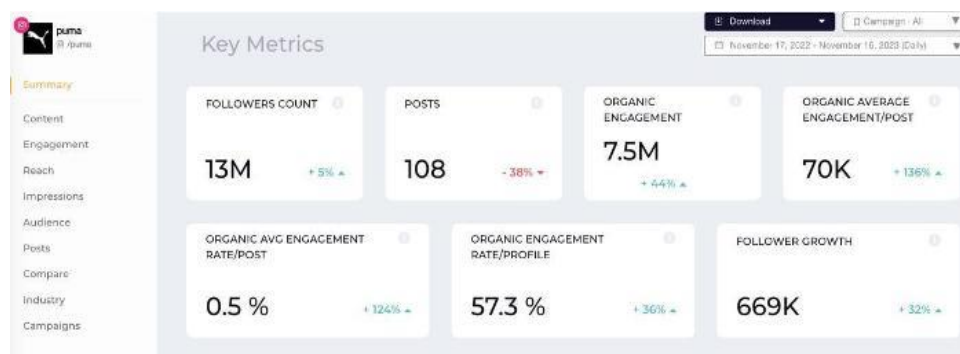 puma
/puma
Summary
Content
Engagement
Reach
Impressions
Audience
Posts
Compare
Industry
Campaigns
Key Metrics
Download
Campaign - All
November 17, 2022 - November 16, 2023 (Daily)
FOLLOWERS COUNT
13M
+ 5%
POSTS
108
- 38%
ORGANIC
ENGAGEMENT
7.5M
+ 44%
ORGANIC AVERAGE
ENGAGEMENT/POST
70K
+ 136%
ORGANIC AVG ENGAGEMENT
RATE/POST
0.5 %
+ 124%
ORGANIC ENGAGEMENT
RATE/PROFILE
57.3 %
+ 36%
FOLLOWER GROWTH
669K
+ 32%